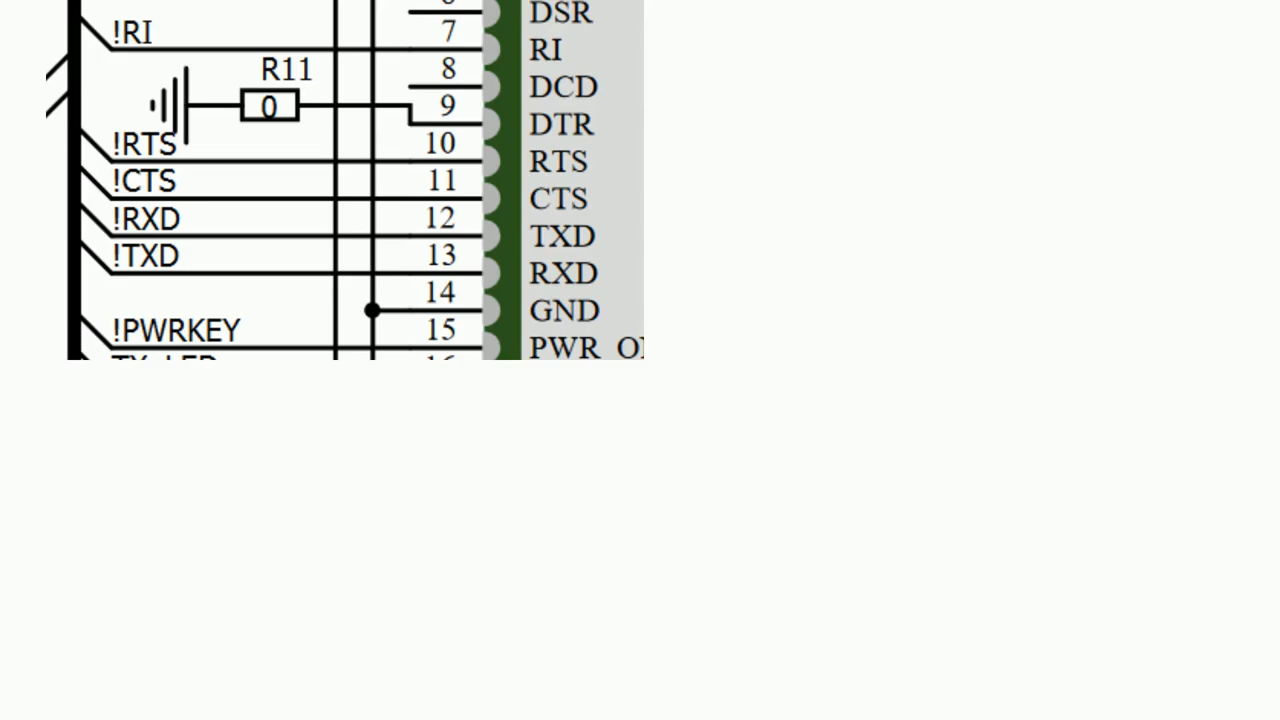 DSR
!RI 7 RI
R11 8 DCD
0 9 DTR
!RTS 10 RTS
!CTS 11 CTS
!RXD 12 TXD
!TXD 13 RXD
14 GND
!PWRKEY 15 PWR